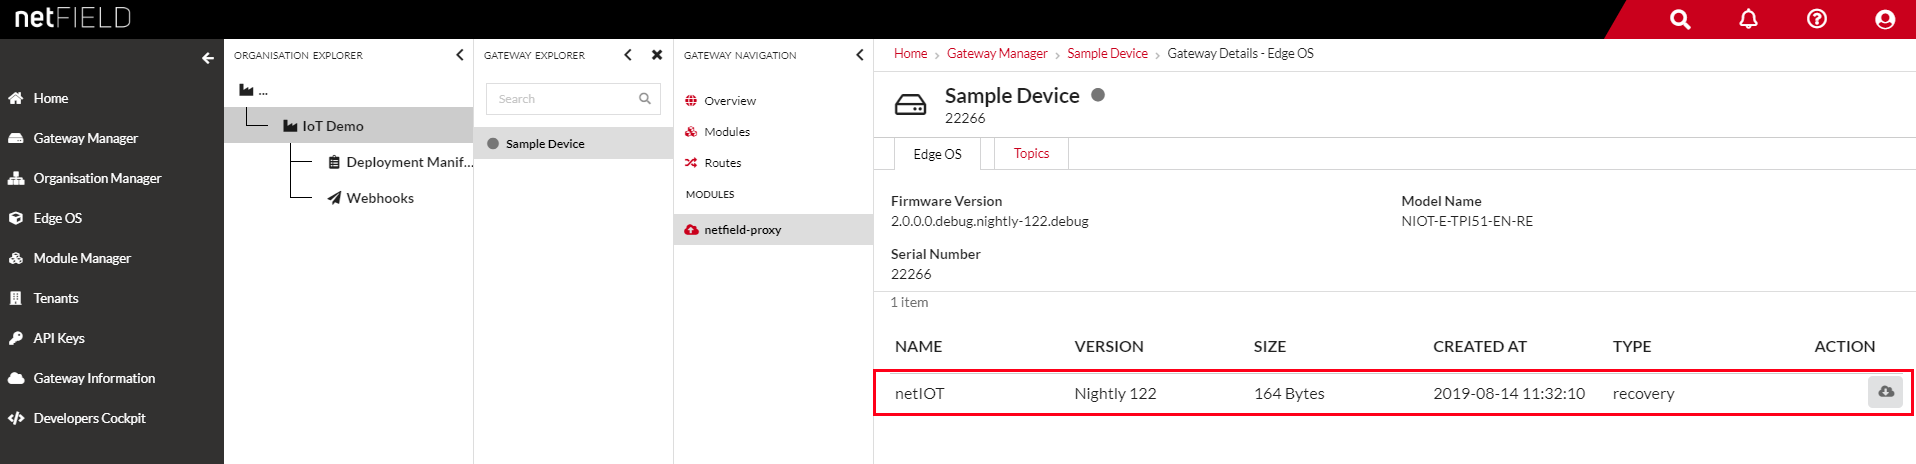 netFIELD
Home
Gateway Manager
Organisation Manager
Edge OS
Module Manager
Tenants
API Keys
Gateway Information
Developers Cockpit
ORGANISATION EXPLORER
...
IoT Demo
Deployment Manif...
Webhooks
GATEWAY EXPLORER
Search
Sample Device
GATEWAY NAVIGATION
Overview
Modules
Routes
MODULES
netfield-proxy
Home > Gateway Manager > Sample Device > Gateway Details - Edge OS
Sample Device
22266
Edge OS Topics
Firmware Version Model Name
2.0.0.0.debug.nightly-122.debug NIOT-E-TPI51-EN-RE
Serial Number
22266
1 item
NAME VERSION SIZE CREATED AT TYPE ACTION
netIOT Nightly 122 164 Bytes 2019-08-14 11:32:10 recovery